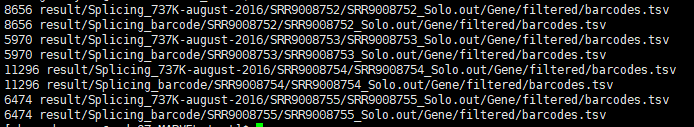 8656 result/Splicing_737K-august-2016/SRR9008752/SRR9008752_Solo.out/Gene/filtered/barcodes.tsv
8656 result/Splicing_barcode/SRR9008752/SRR9008752_Solo.out/Gene/filtered/barcodes.tsv
5970 result/Splicing_737K-august-2016/SRR9008753/SRR9008753_Solo.out/Gene/filtered/barcodes.tsv
5970 result/Splicing_barcode/SRR9008753/SRR9008753_Solo.out/Gene/filtered/barcodes.tsv
11296 result/Splicing_737K-august-2016/SRR9008754/SRR9008754_Solo.out/Gene/filtered/barcodes.tsv
11296 result/Splicing_barcode/SRR9008754/SRR9008754_Solo.out/Gene/filtered/barcodes.tsv
6474 result/Splicing_737K-august-2016/SRR9008755/SRR9008755_Solo.out/Gene/filtered/barcodes.tsv
6474 result/Splicing_barcode/SRR9008755/SRR9008755_Solo.out/Gene/filtered/barcodes.tsv